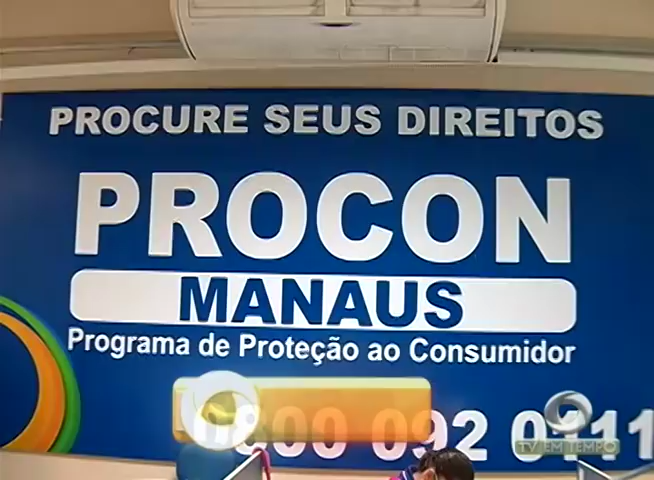 PROCURE SEUS DIREITOS
PROCON
MANAUS
Programa de Proteção ao Consumidor
0800 092 0111
TV EM TEMPO